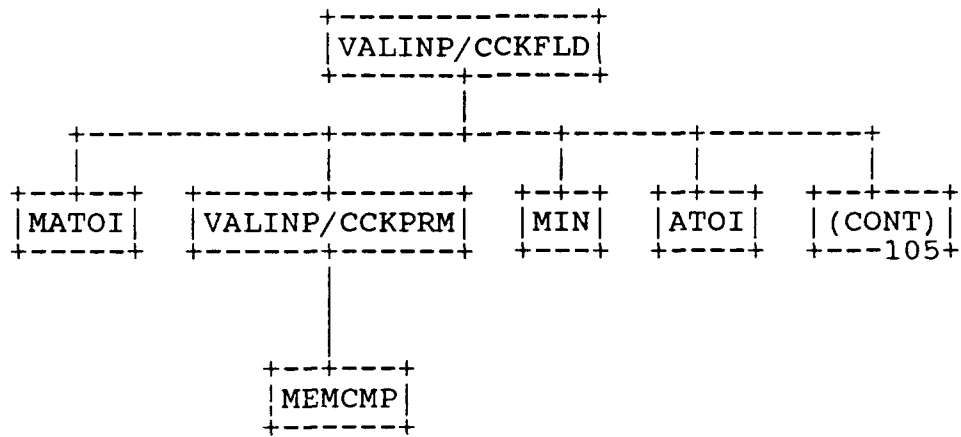 VALINP/CCKFLD
MATOI VALINP/CCKPRM MIN ATOI (CONT)
105
MEMCMP